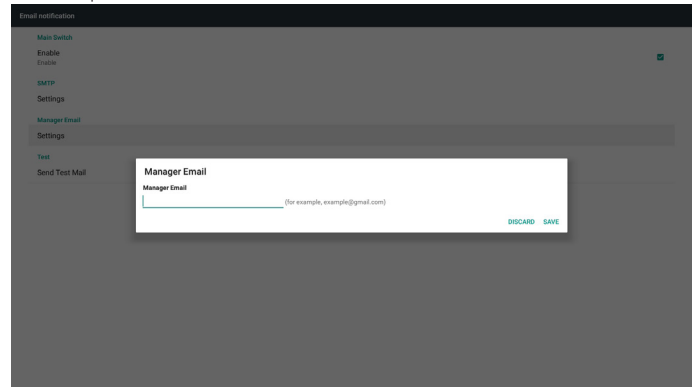 Email notification
Main Switch
Enable
Enable
SMTP
Settings
Manager Email
Settings
Test
Send Test Mail
Manager Email
Manager Email
(for example, example@gmail.com)
DISCARD SAVE